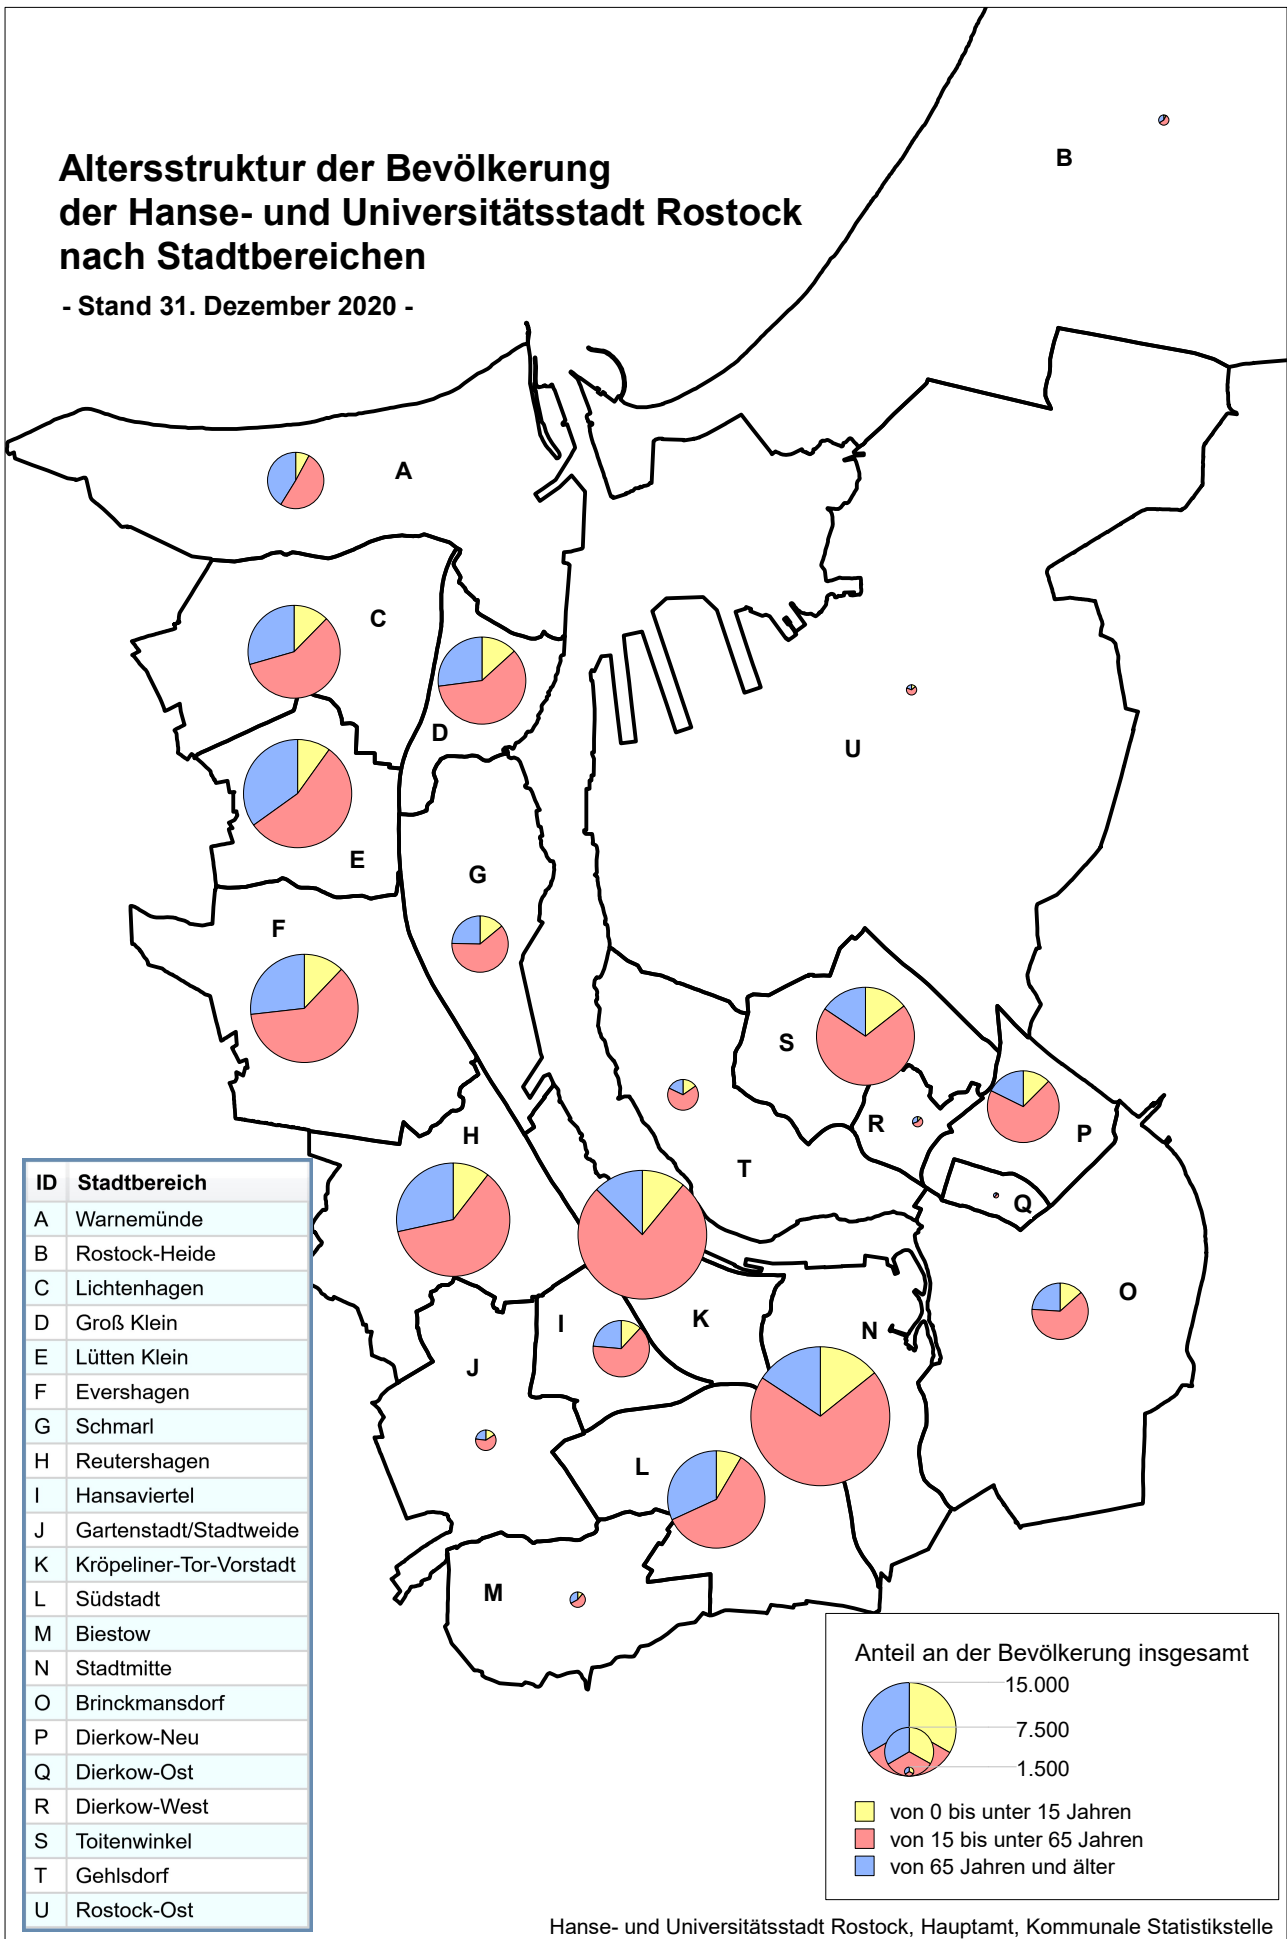 Altersstruktur der Bevölkerung
der Hanse- und Universitätsstadt Rostock
nach Stadtbereichen
- Stand 31. Dezember 2020 -
B
A
C
D
U
E
G
F
S
P
R
H
T
Q
O
K
I
N
J
L
M
ID Stadtbereich
A Warnemünde
B Rostock-Heide
C Lichtenhagen
D Groß Klein
E Lütten Klein
F Evershagen
G Schmarl
H Reutershagen
I Hansaviertel
J Gartenstadt/Stadtweide
K Kröpeliner-Tor-Vorstadt
L Südstadt
M Biestow
N Stadtmitte
O Brinckmansdorf
P Dierkow-Neu
Q Dierkow-Ost
R Dierkow-West
S Toitenwinkel
T Gehlsdorf
U Rostock-Ost
Anteil an der Bevölkerung insgesamt
15.000
7.500
1.500
von 0 bis unter 15 Jahren
von 15 bis unter 65 Jahren
von 65 Jahren und älter
Hanse- und Universitätsstadt Rostock, Hauptamt, Kommunale Statistikstelle